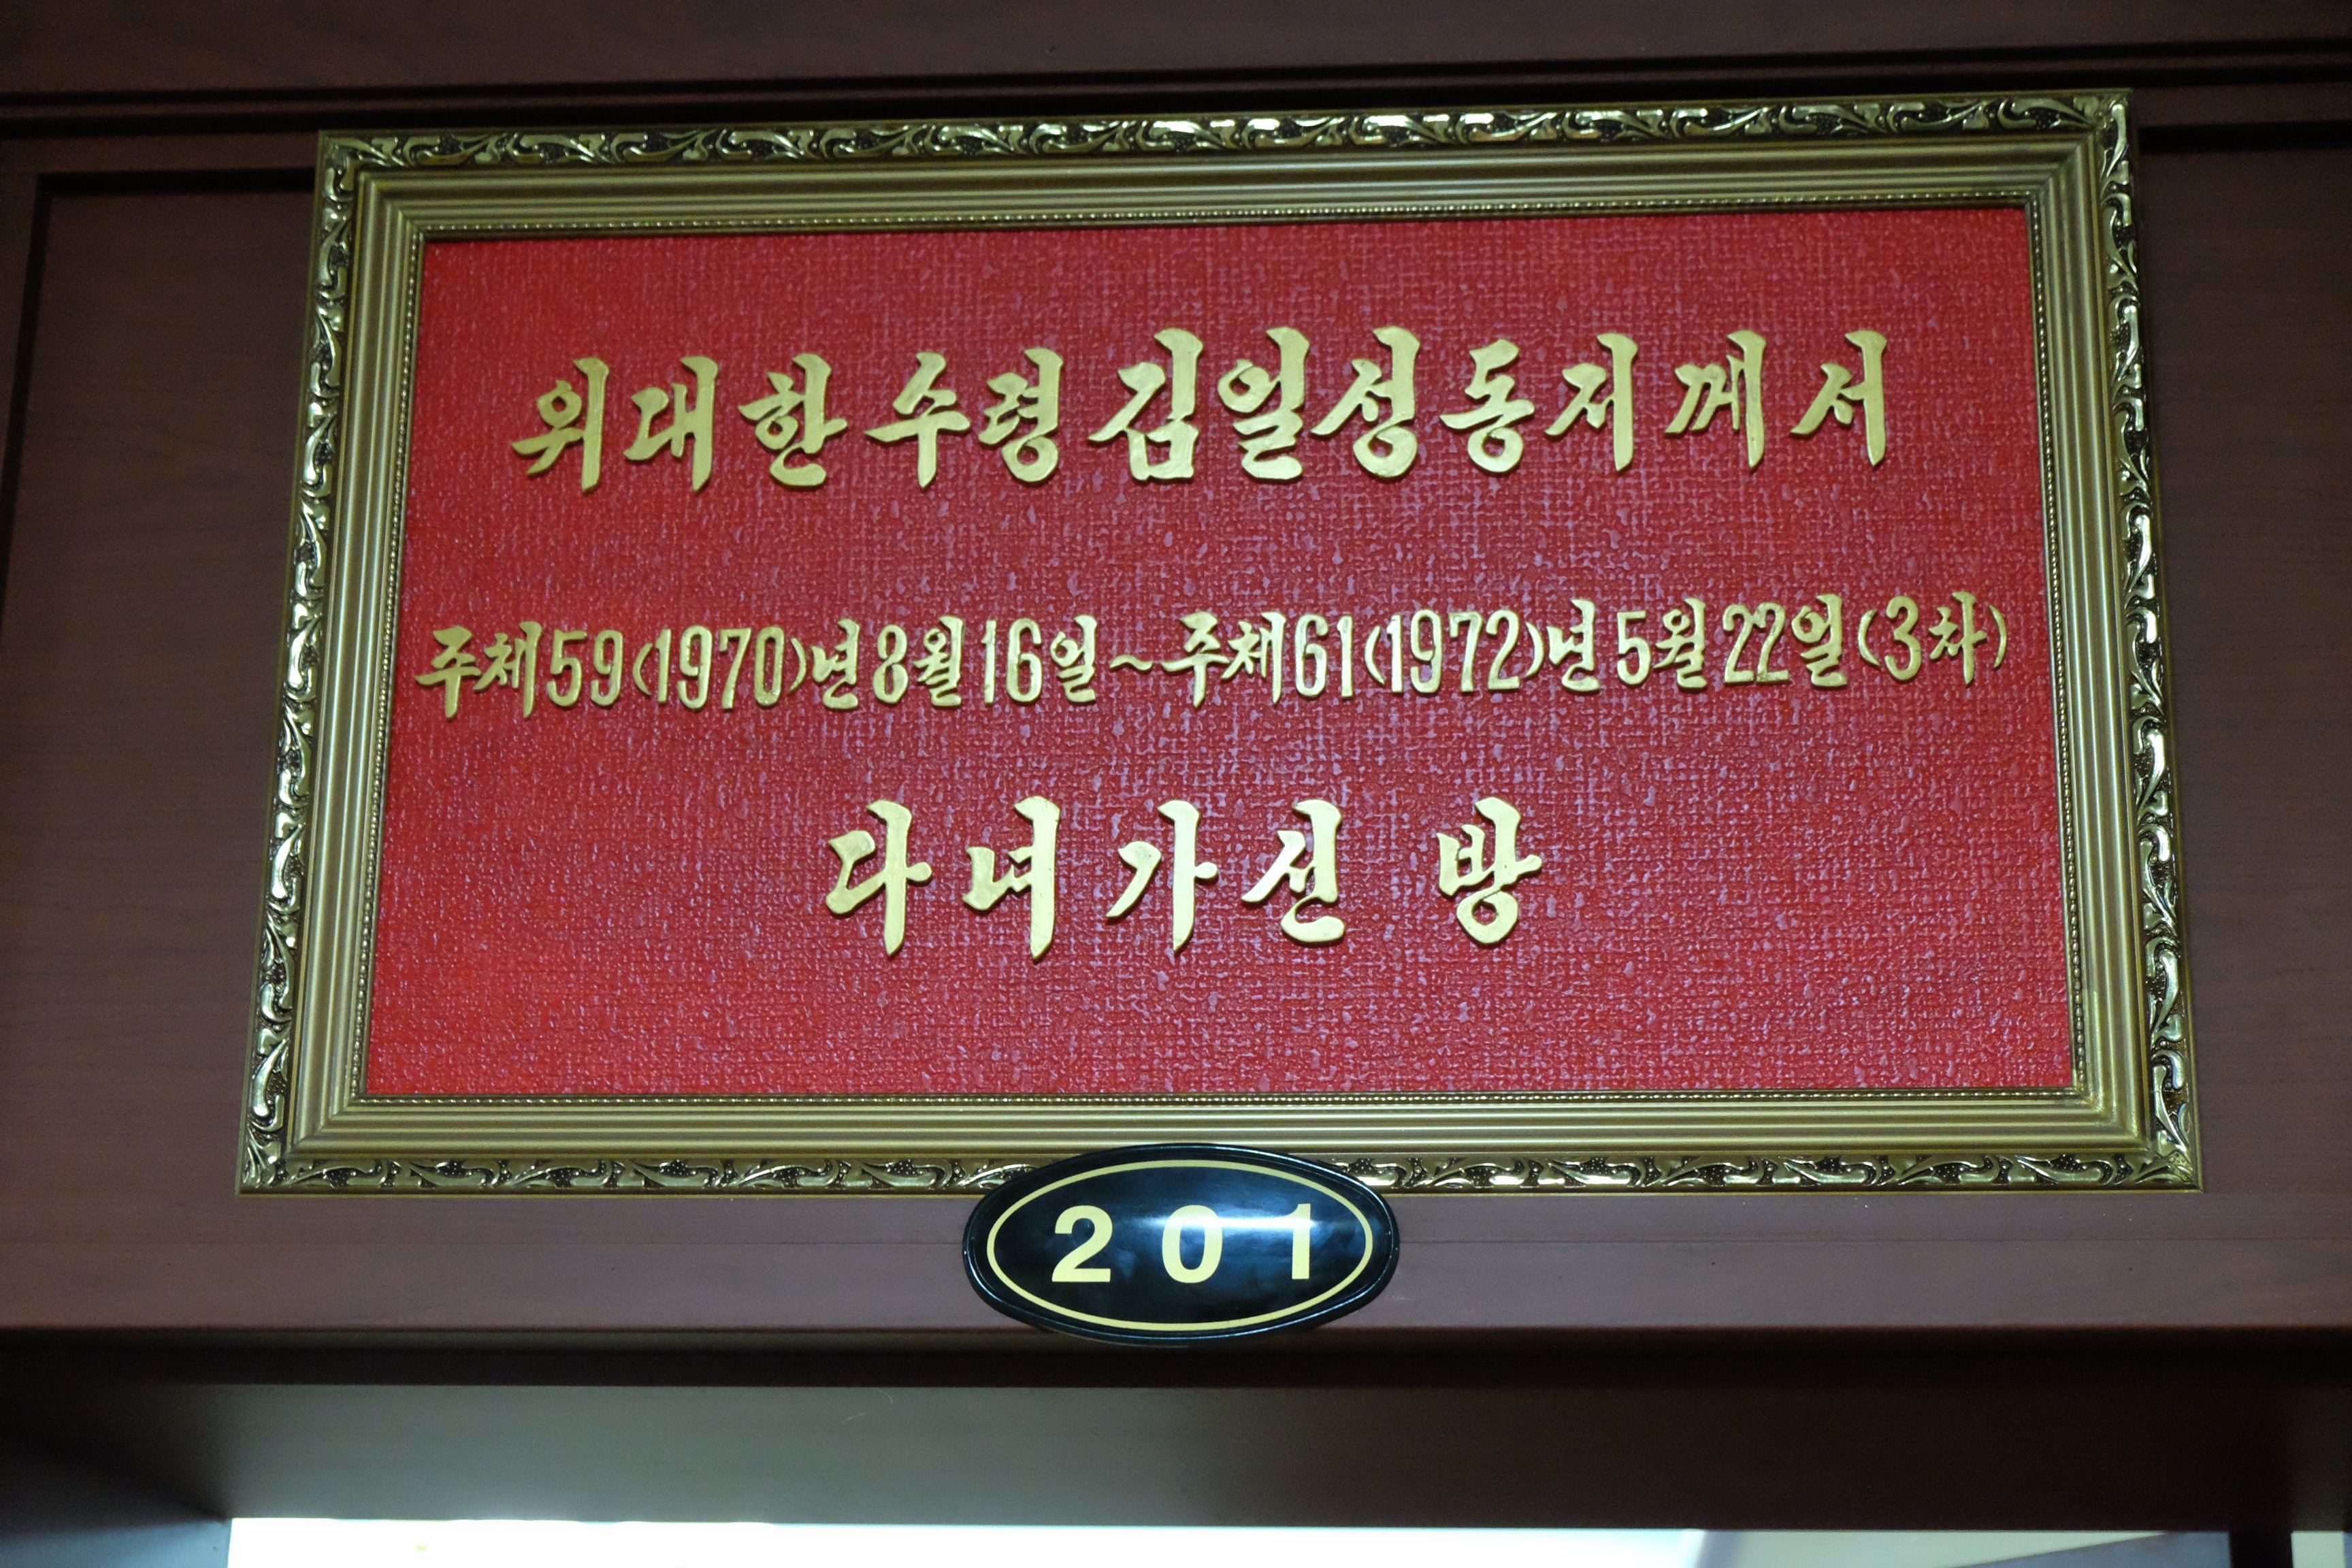 위대한 수령 김일성동지께서
주체59(1970)년 8월 16일~주체61(1972)년 5월 22일(3차)
다녀가신 방
201